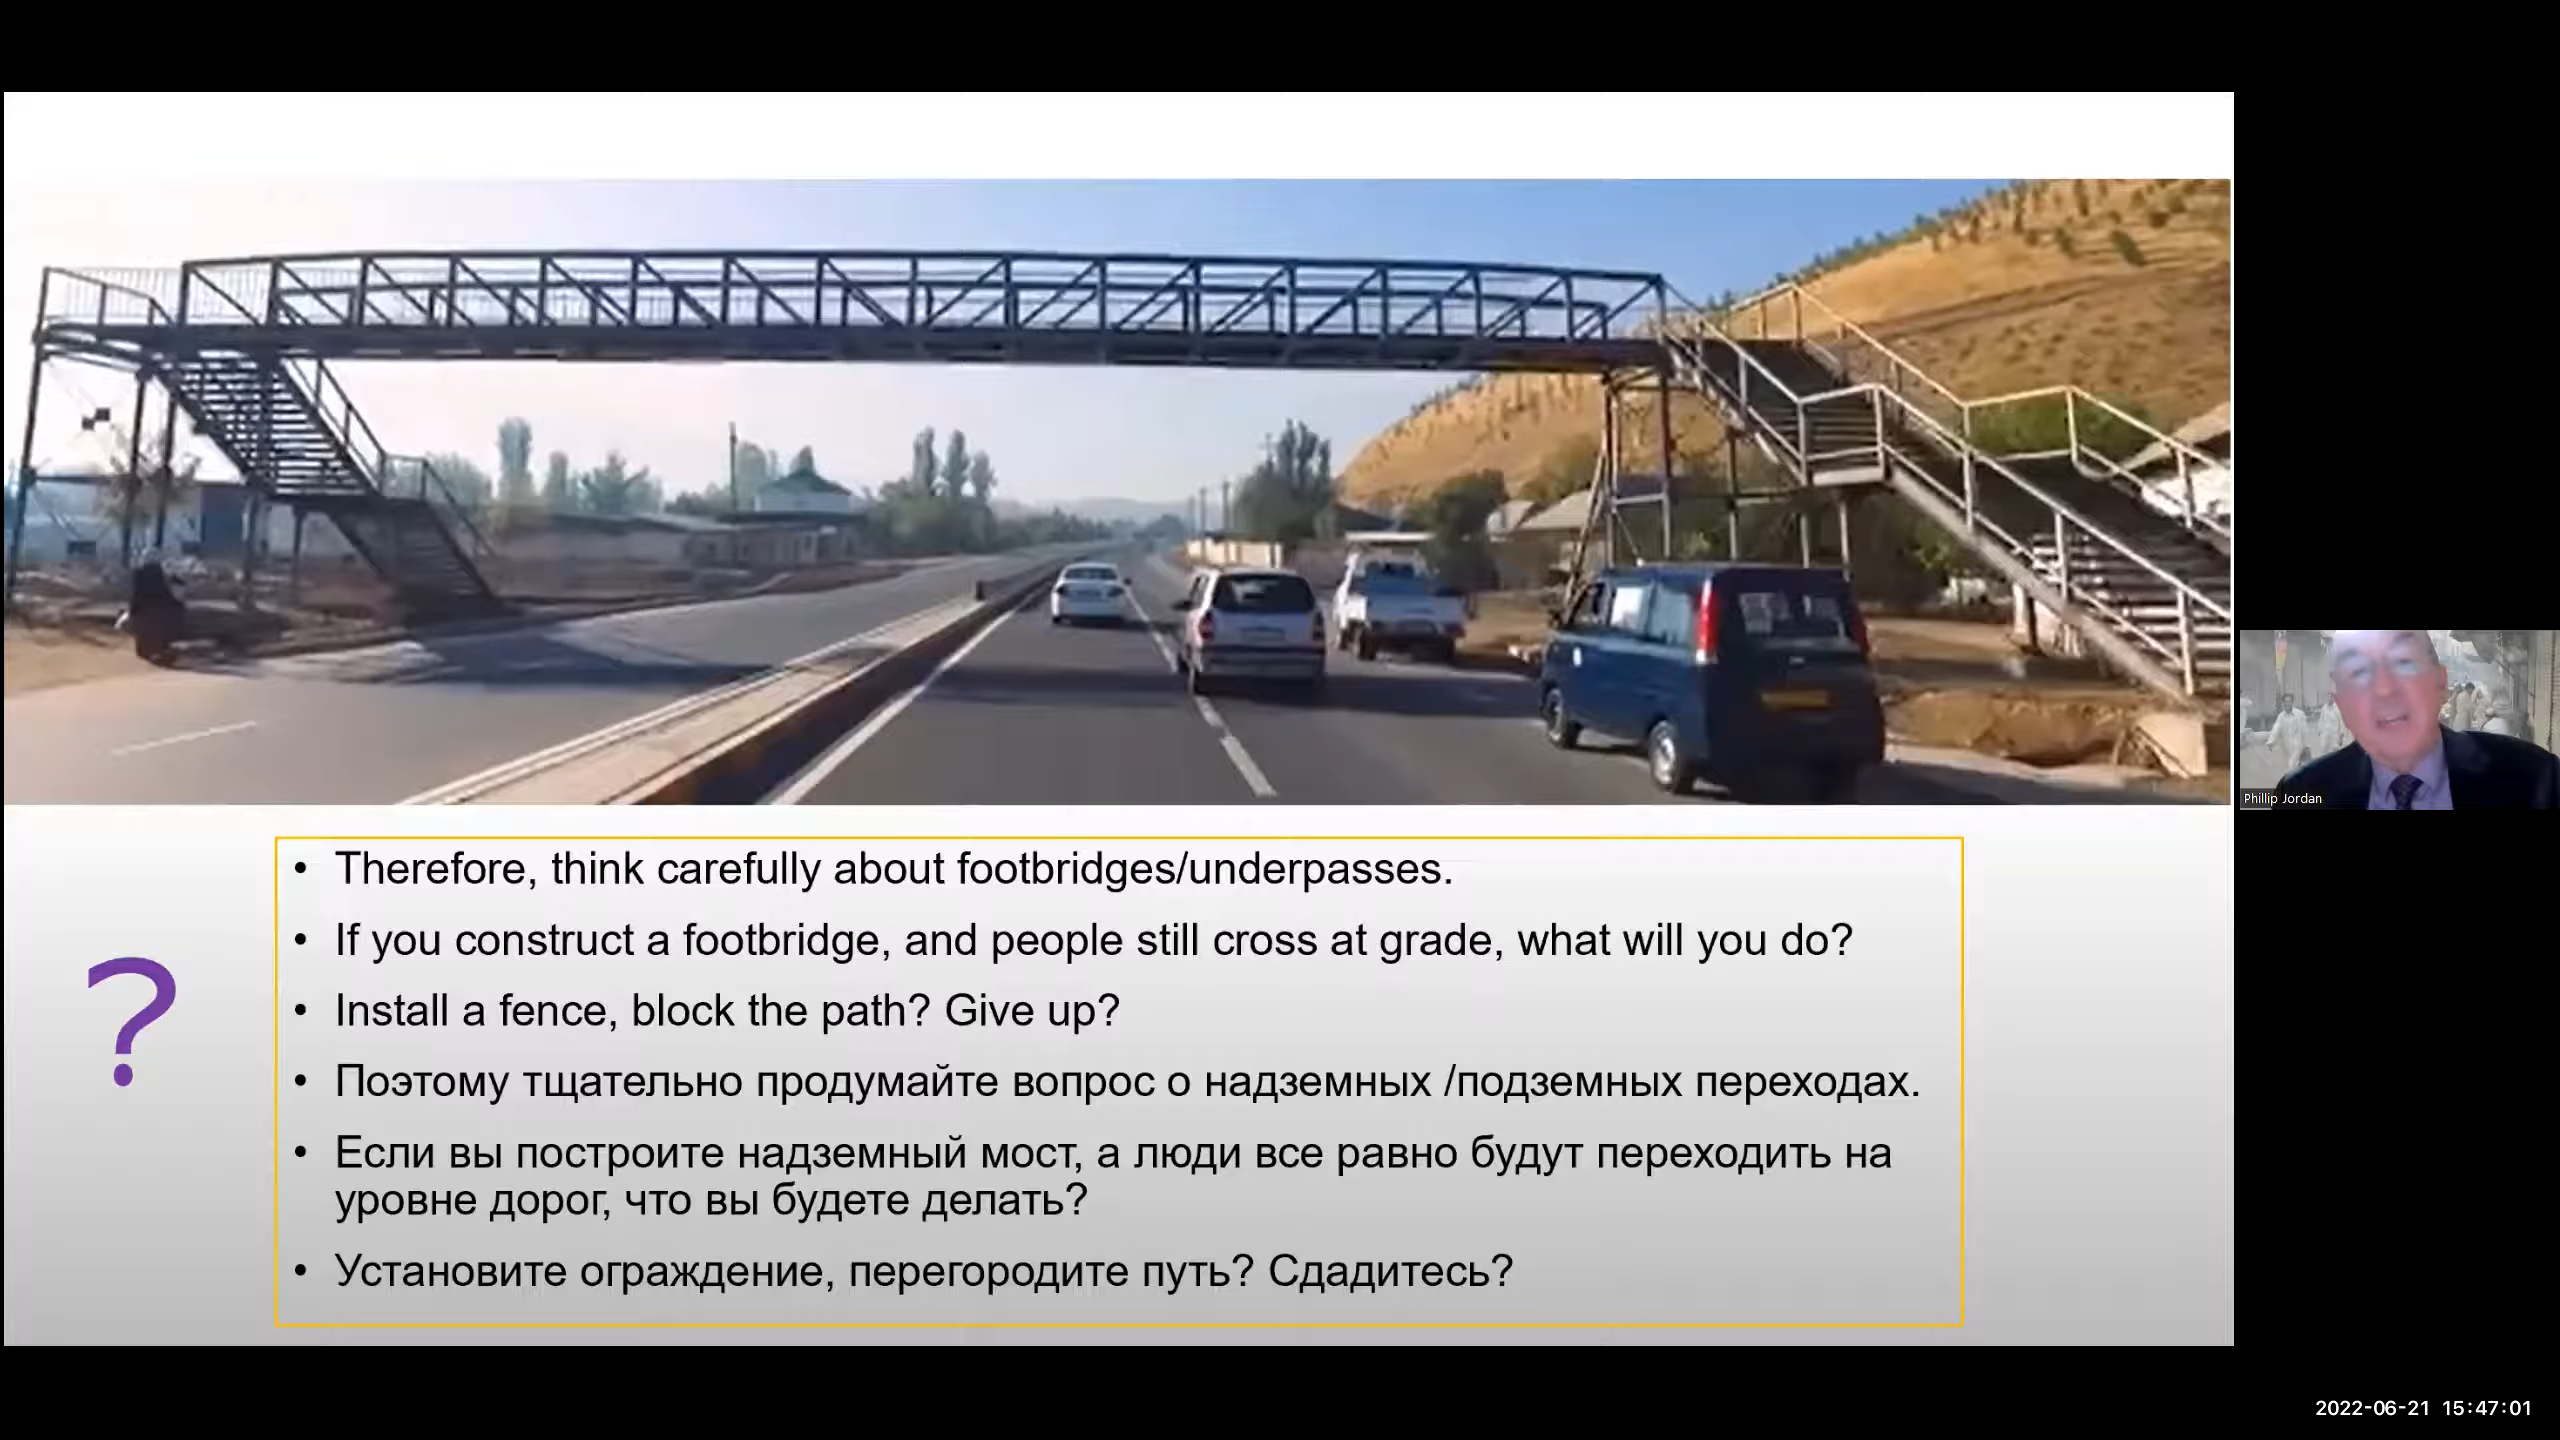 • Therefore, think carefully about footbridges/underpasses.
• If you construct a footbridge, and people still cross at grade, what will you do?
• Install a fence, block the path? Give up?
• Поэтому тщательно продумайте вопрос о надземных /подземных переходах.
• Если вы построите надземный мост, а люди все равно будут переходить на
уровне дорог, что вы будете делать?
• Установите ограждение, перегородите путь? Сдадитесь?
?
Phillip Jordan
2022-06-21 15:47:01